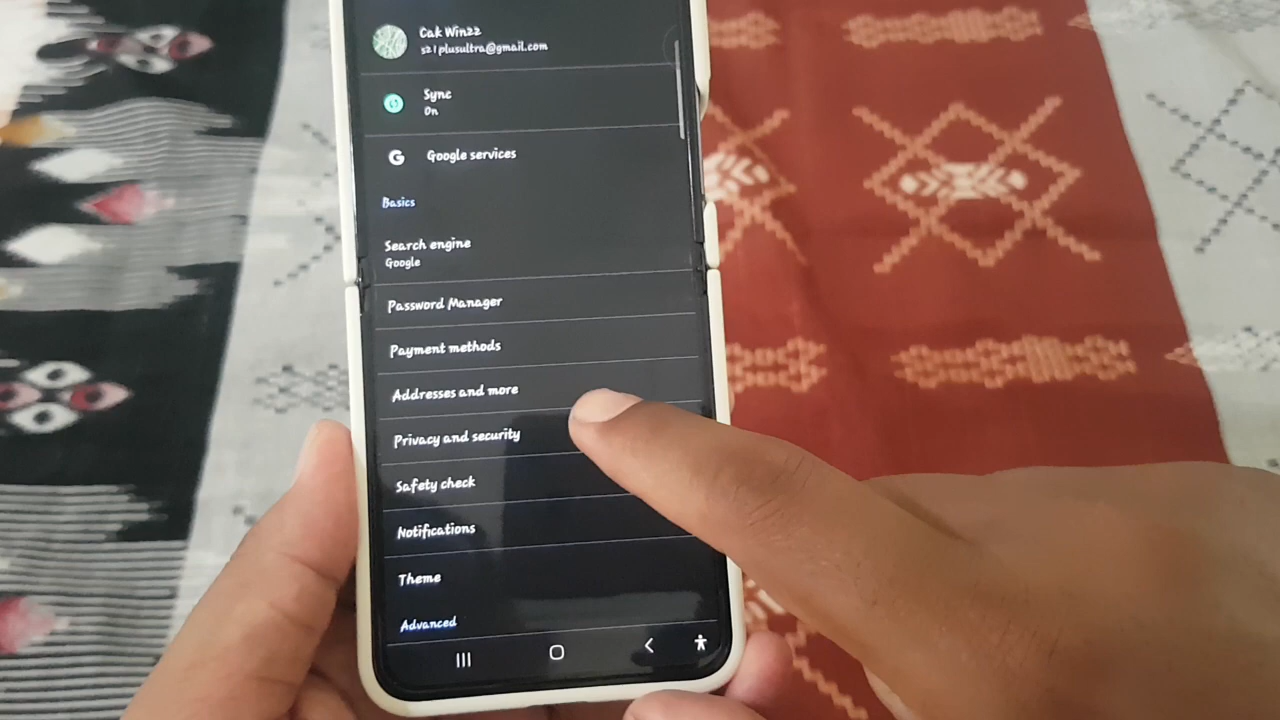 Cak Win22
s21plusultra@gmail.com
Sync
On
G Google services
Basics
Search engine
Google
Password Manager
Payment methods
Addresses and more
Privacy and security
Safety check
Notifications
Theme
Advanced